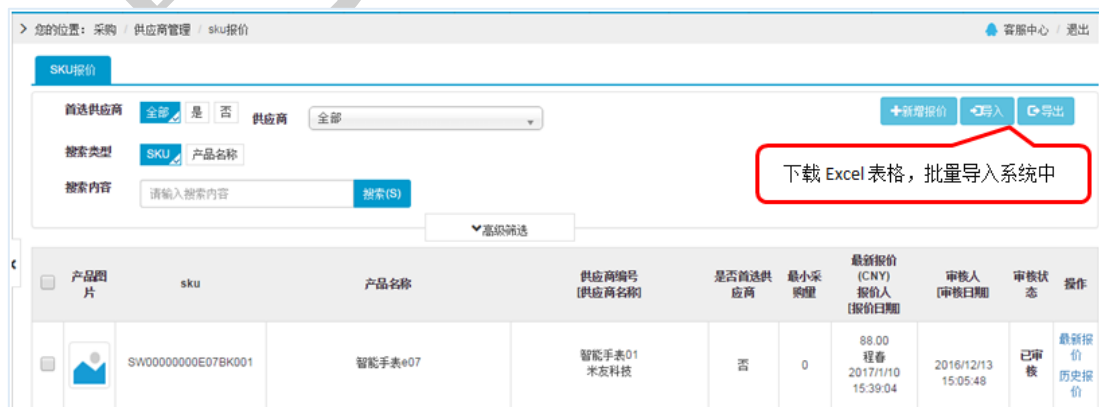 > 您的位置：采购 / 供应商管理 / sku报价
客服中心 / 退出
SKU报价
首选供应商 全部 是 否 供应商 全部
+新增报价 导入 导出
搜索类型 SKU 产品名称
下载 Excel 表格，批量导入系统中
搜索内容 请输入搜索内容 搜索(S)
高级筛选
产品图
片
sku
产品名称
供应商编号
[供应商名称]
是否首选供
应商
最小采
购量
最新报价
(CNY)
报价人
[报价日期]
审核人
[审核日期]
审核状
态
操作
SW00000000E07BK001
智能手表e07
智能手表01
米友科技
否
0
88.00
程春
2017/1/10
15:39:04
2016/12/13
15:05:48
已审
核
最新报
价
历史报
价